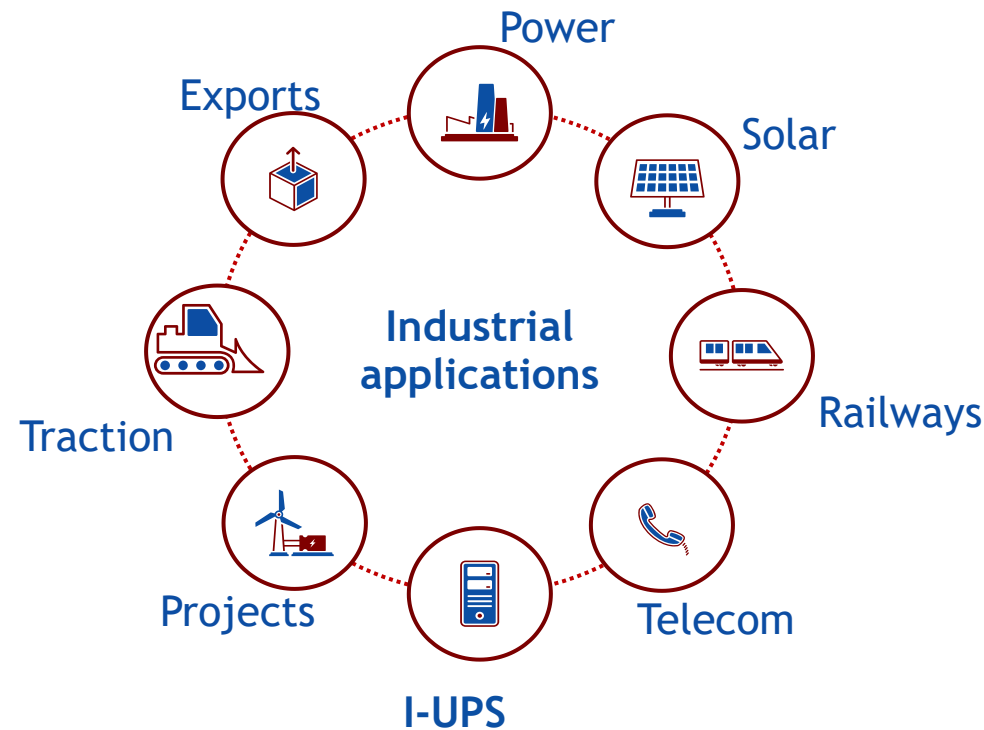 Power
Exports
Solar
Industrial
applications
Railways
Traction
Projects
Telecom
I-UPS